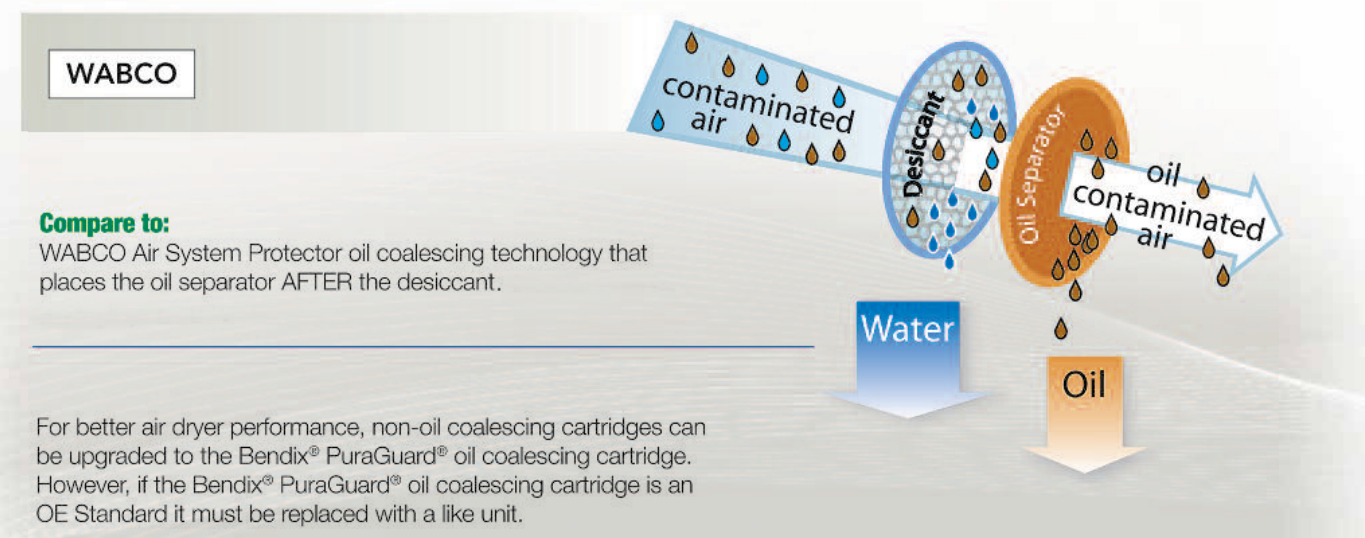 WABCO
contaminated
air
Desiccant
Oil Separator
oil
contaminated
air
Compare to:
WABCO Air System Protector oil coalescing technology that
places the oil separator AFTER the desiccant.
Water
Oil
For better air dryer performance, non-oil coalescing cartridges can
be upgraded to the Bendix® PuraGuard® oil coalescing cartridge.
However, if the Bendix® PuraGuard® oil coalescing cartridge is an
OE Standard it must be replaced with a like unit.